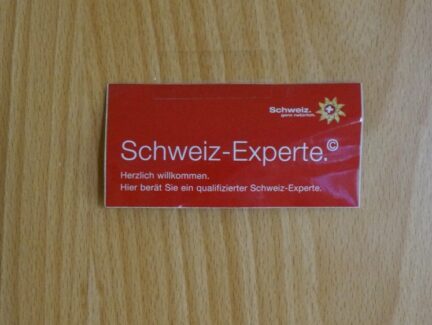 Schweiz.
ganz natürlich.
Schweiz-Experte.©
Herzlich willkommen.
Hier berät Sie ein qualifizierter Schweiz-Experte.